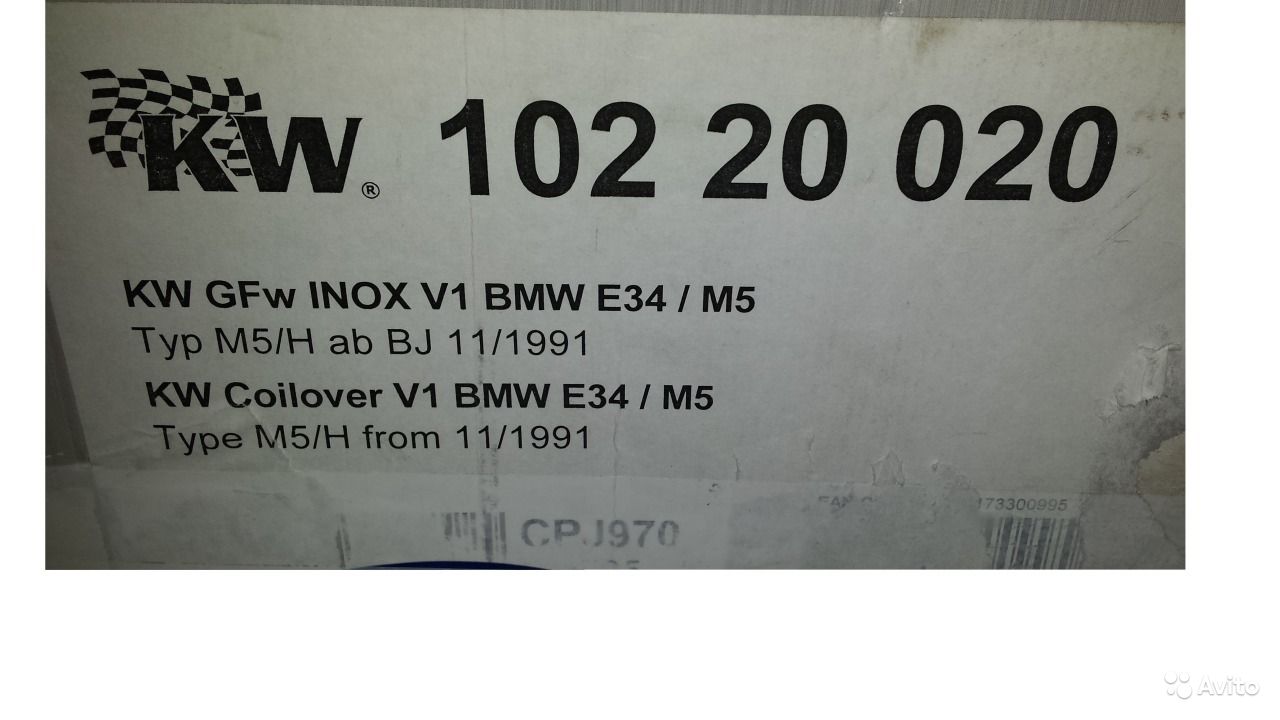 KW® 102 20 020
KW GFw INOX V1 BMW E34 / M5
Typ M5/H ab BJ 11/1991
KW Coilover V1 BMW E34 / M5
Type M5/H from 11/1991
173300995
CPJ970
Avito